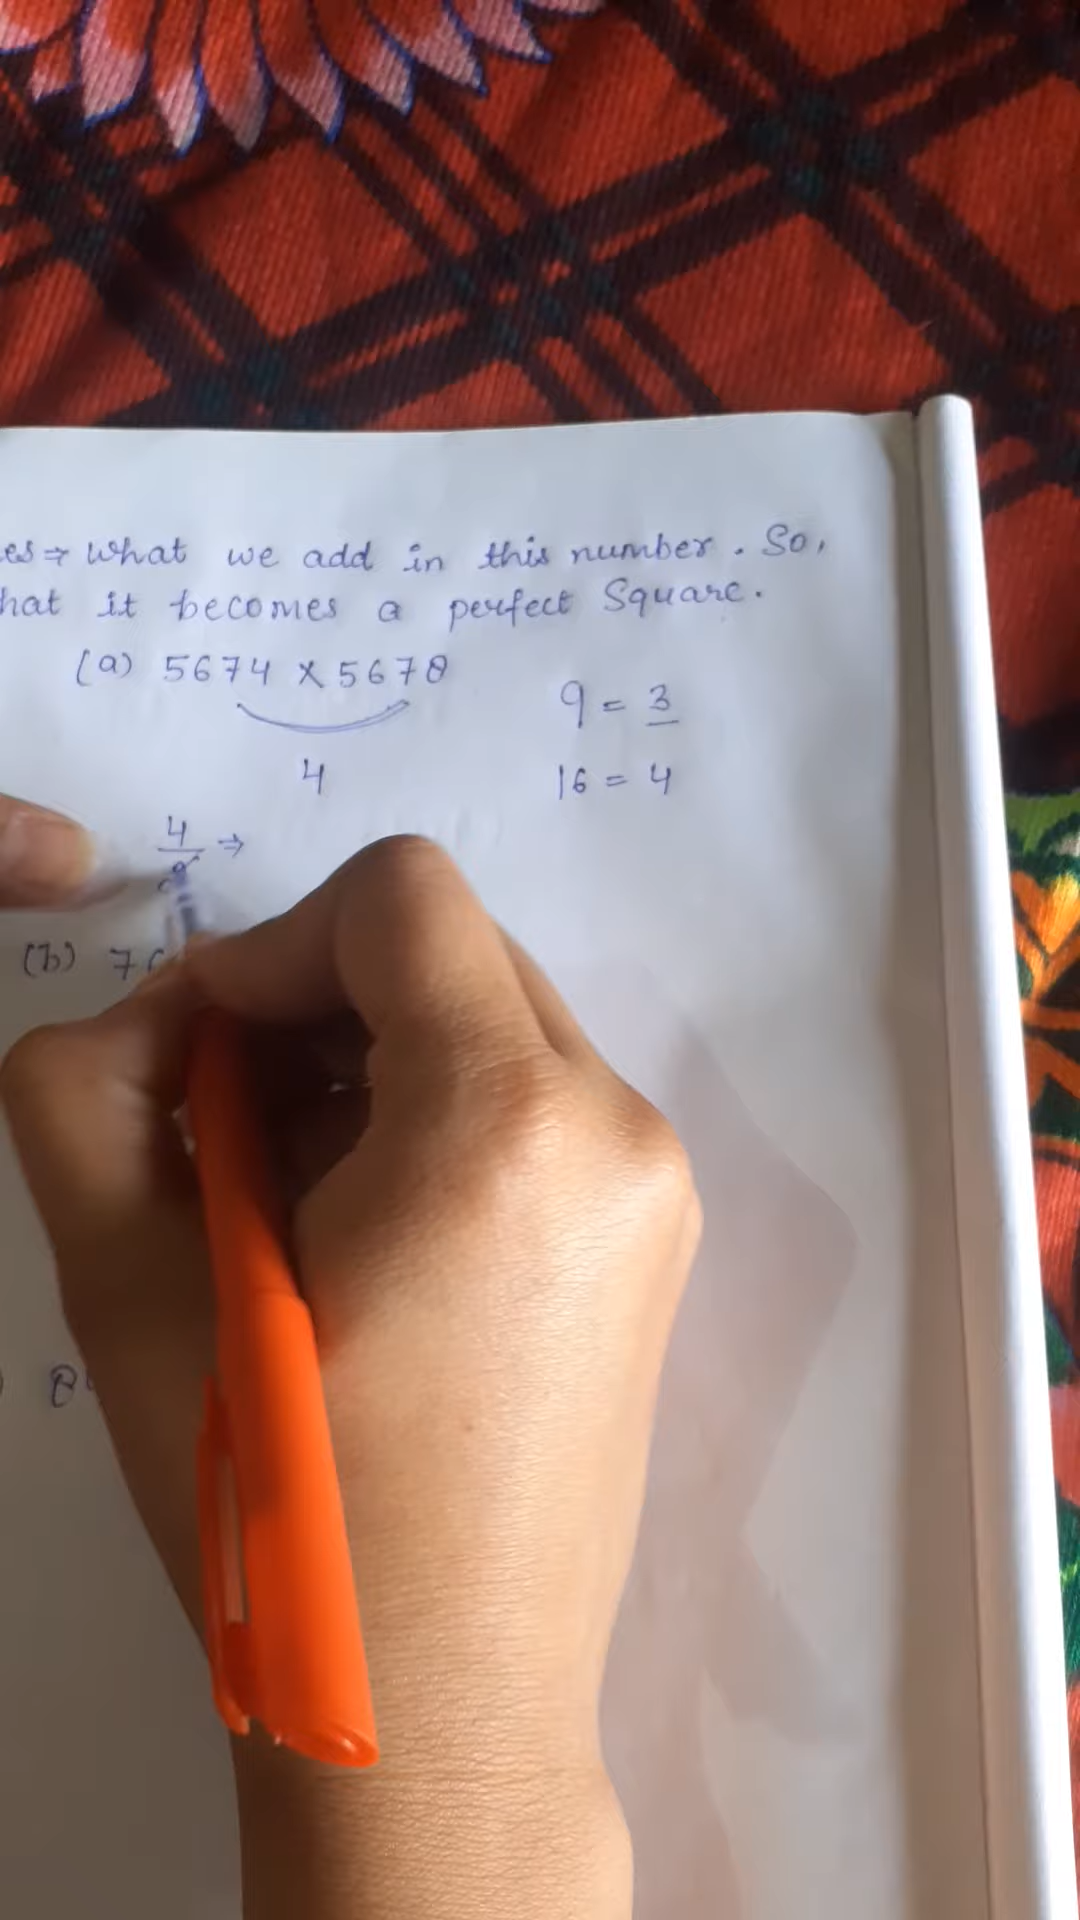 es⇒ what we add in this number. So,
hat it becomes a perfect Square.
(a) 5674 × 5678
9 = 3
4
16 = 4
4 ⇒
(b) 7
8